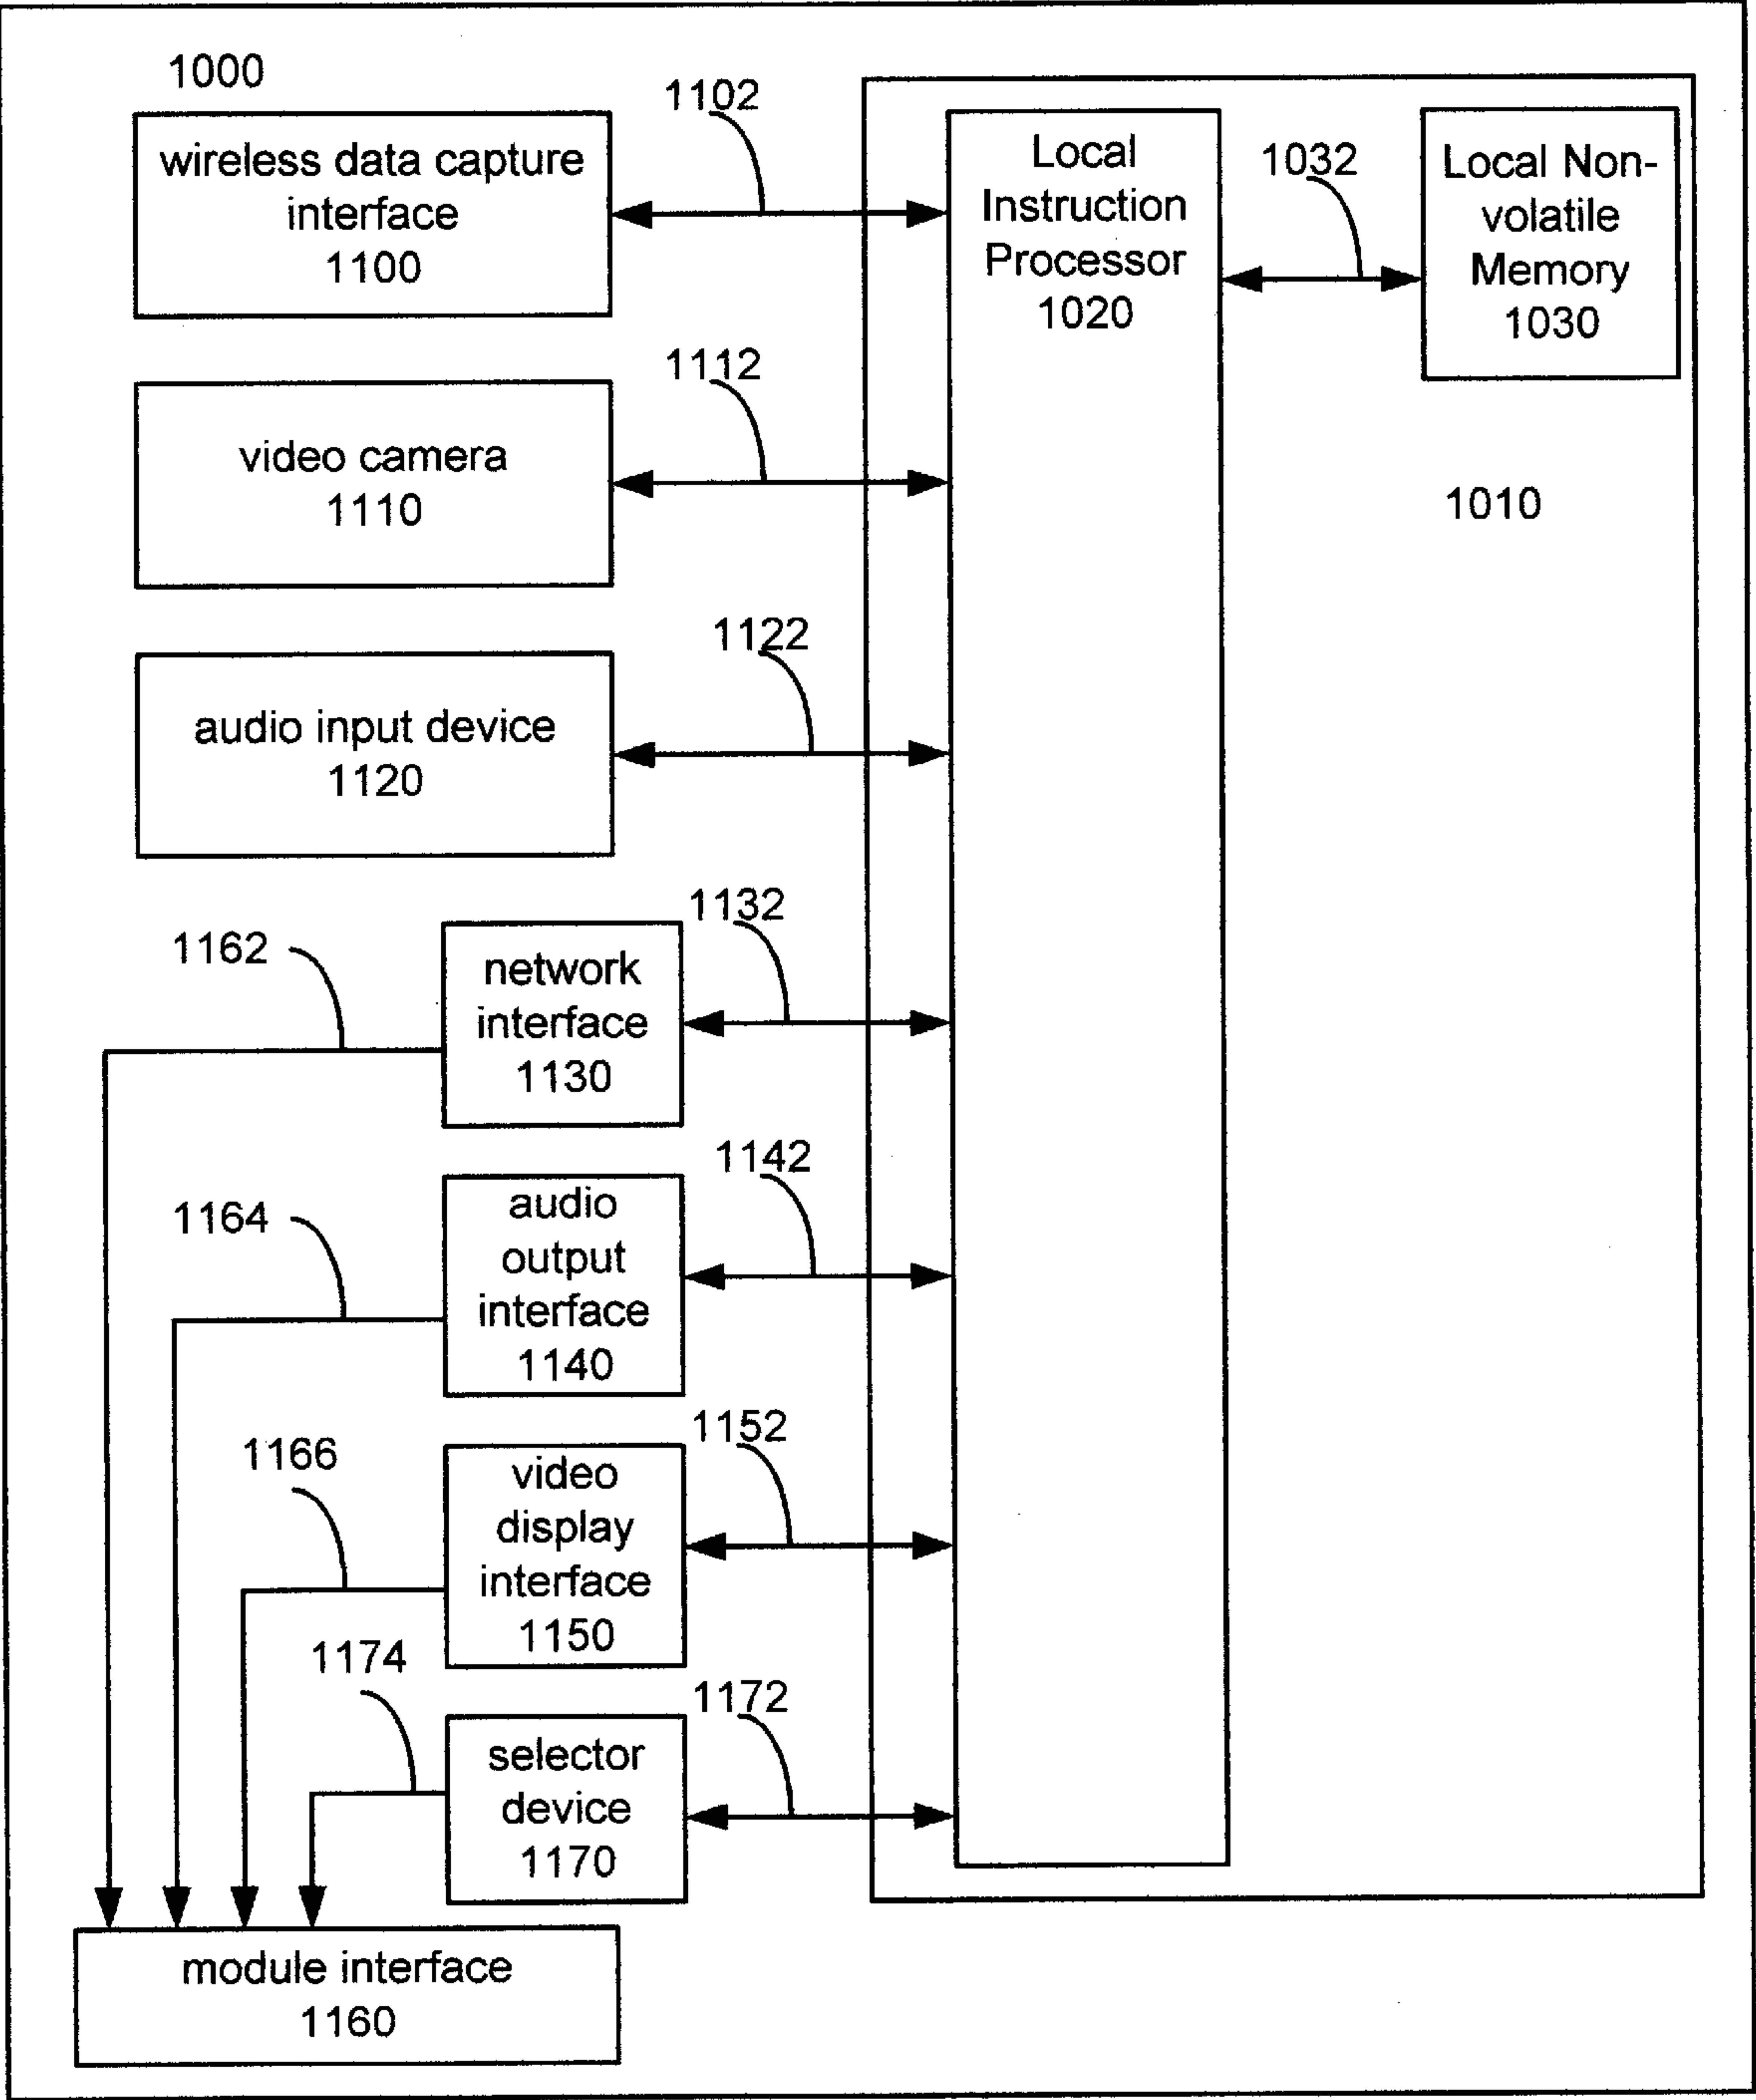 1000
wireless data capture
interface
1100
1102
Local
Instruction
Processor
1020
1032
Local Non-
volatile
Memory
1030
1010
video camera
1110
1112
audio input device
1120
1122
1162
network
interface
1130
1132
1164
audio
output
interface
1140
1142
1166
video
display
interface
1150
1152
1174
selector
device
1170
1172
module interface
1160